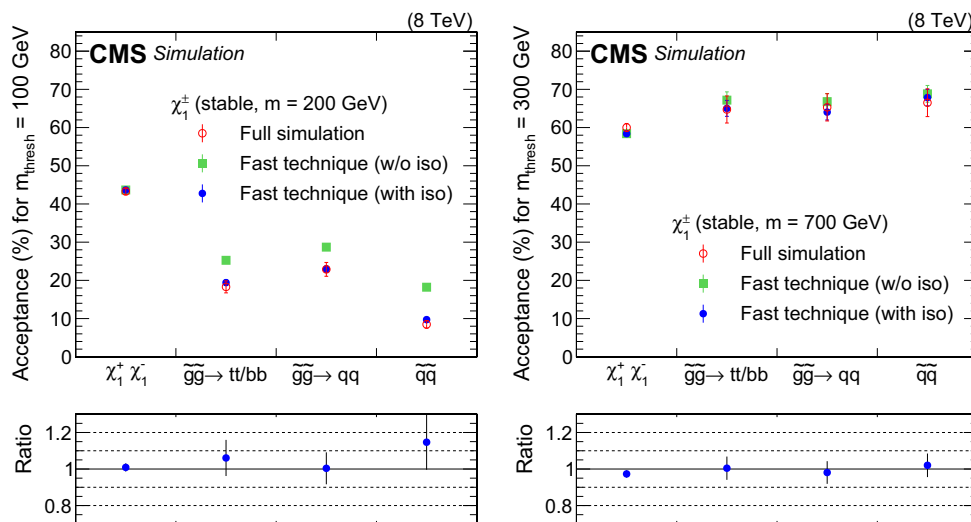 (8 TeV)
CMS Simulation
χ₁± (stable, m = 200 GeV)
Full simulation
Fast technique (w/o iso)
Fast technique (with iso)
Acceptance (%) for m_thresh = 100 GeV
80
70
60
50
40
30
20
10
0
χ₁⁺ χ₁⁻
g̃g̃→ tt/bb
g̃g̃→ qq
q̃q̃
Ratio
1.2
1
0.8
(8 TeV)
CMS Simulation
χ₁± (stable, m = 700 GeV)
Full simulation
Fast technique (w/o iso)
Fast technique (with iso)
Acceptance (%) for m_thresh = 300 GeV
80
70
60
50
40
30
20
10
0
χ₁⁺ χ₁⁻
g̃g̃→ tt/bb
g̃g̃→ qq
q̃q̃
Ratio
1.2
1
0.8